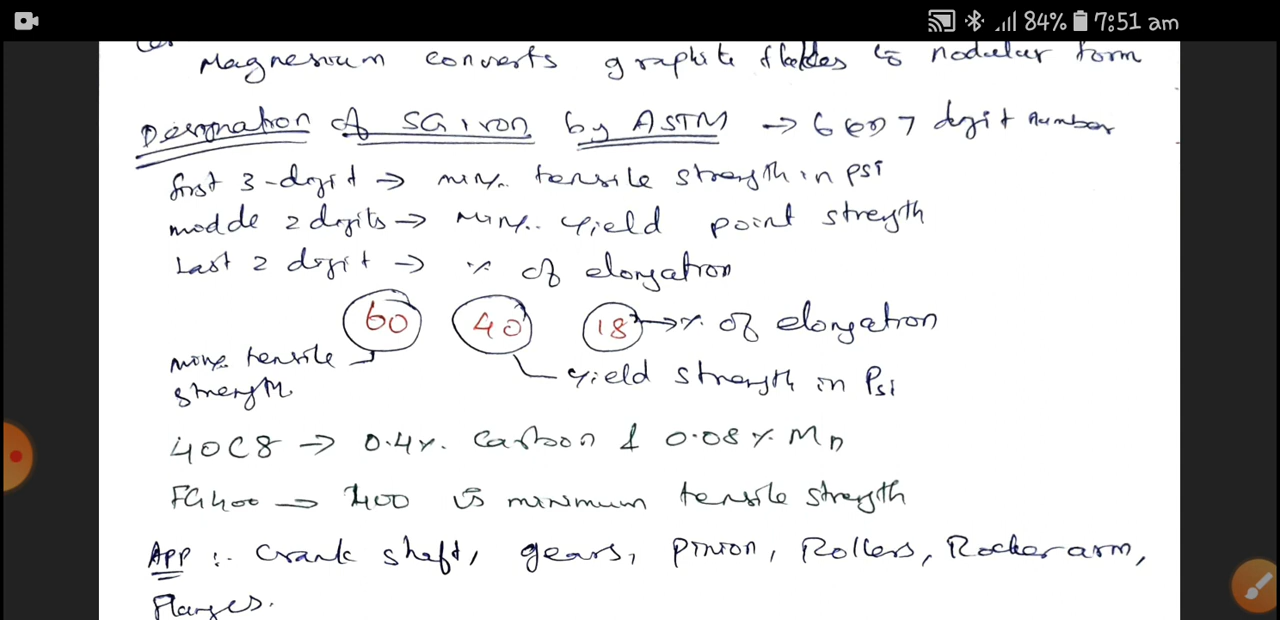 84% 7:51 am
Magnesium converts graphite flakes to nodular form
Designation of SG iron by ASTM → 6 (or) 7 digit number
first 3-digit → min. tensile strength in psi
middle 2 digits → min. yield point strength
Last 2 digit → % of elongation
60 40 18 → % of elongation
min. tensile
strength
yield strength in Psi
40C8 → 0.4%. Carbon & 0.08 % Mn
FG400 → 400 is minimum tensile strength
APP :- Crank shaft, gears, Pinion, Rollers, Rocker arm,
Flanges.